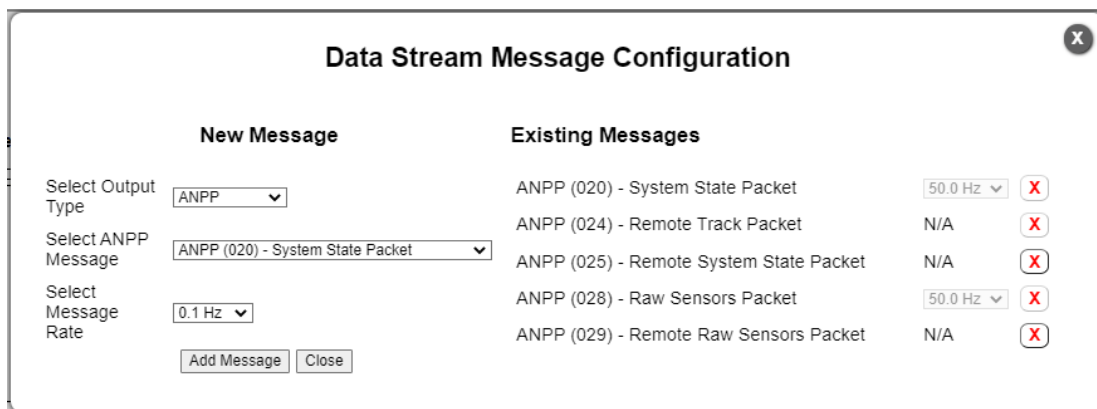 X
Data Stream Message Configuration
New Message
Existing Messages
Select Output
Type
ANPP
Select ANPP
Message
ANPP (020) - System State Packet
Select
Message
Rate
0.1 Hz
Add Message
Close
ANPP (020) - System State Packet 50.0 Hz X
ANPP (024) - Remote Track Packet N/A X
ANPP (025) - Remote System State Packet N/A X
ANPP (028) - Raw Sensors Packet 50.0 Hz X
ANPP (029) - Remote Raw Sensors Packet N/A X